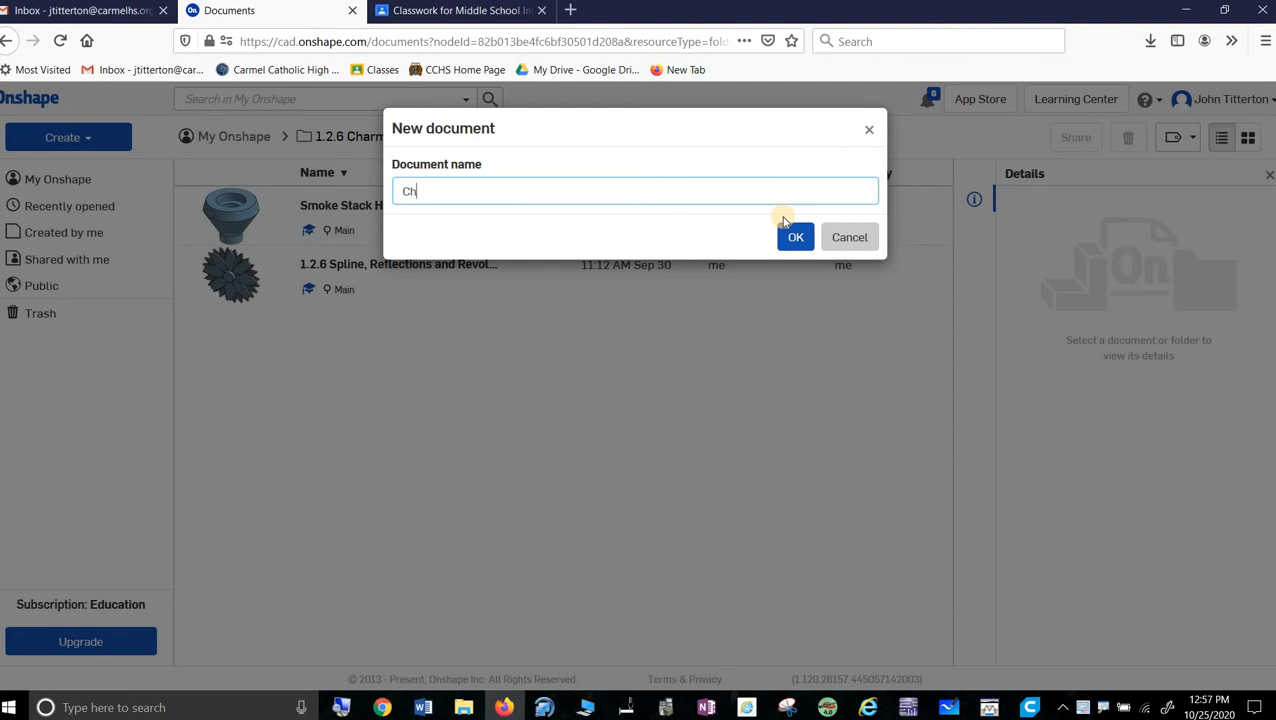 Inbox - jtitterton@carmelhs.or
Documents
Classwork for Middle School In
https://cad.onshape.com/documents?nodeId=82b013be4fc6bf30501d208a&resourceType=fold
Search
Most Visited
Inbox - jtitterton@car...
Carmel Catholic High ...
Classes
CCHS Home Page
My Drive - Google Dri...
New Tab
Onshape
Search in My Onshape
6
App Store
Learning Center
John Titterton
Create
My Onshape
1.2.6 Charm
New document
Share
Document name
Ch
OK
Cancel
Name
y
Details
My Onshape
Recently opened
Created by me
Shared with me
Public
Trash
Smoke Stack H
Main
1.2.6 Spline, Reflections and Revol...
11:12 AM Sep 30
me
me
Main
On
Select a document or folder to
view its details
Subscription: Education
Upgrade
© 2013 - Present, Onshape Inc. All Rights Reserved.
Terms & Privacy
(1.120.26157.445057142003)
Type here to search
12:57 PM
10/25/2020